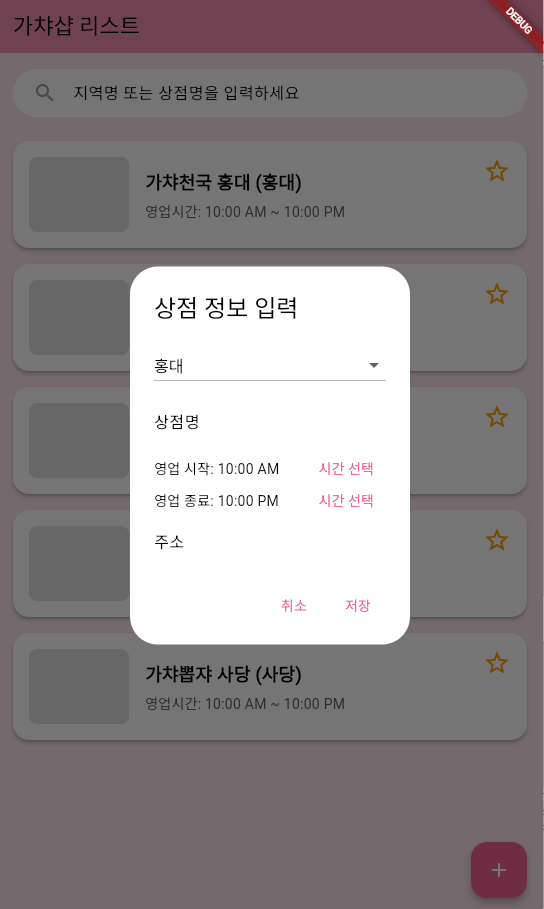 가챠샵 리스트
DEBUG
지역명 또는 상점명을 입력하세요
가챠천국 홍대 (홍대)
영업시간: 10:00 AM ~ 10:00 PM
상점 정보 입력
홍대
상점명
영업 시작: 10:00 AM 시간 선택
영업 종료: 10:00 PM 시간 선택
주소
취소 저장
가챠뽑쟈 사당 (사당)
영업시간: 10:00 AM ~ 10:00 PM